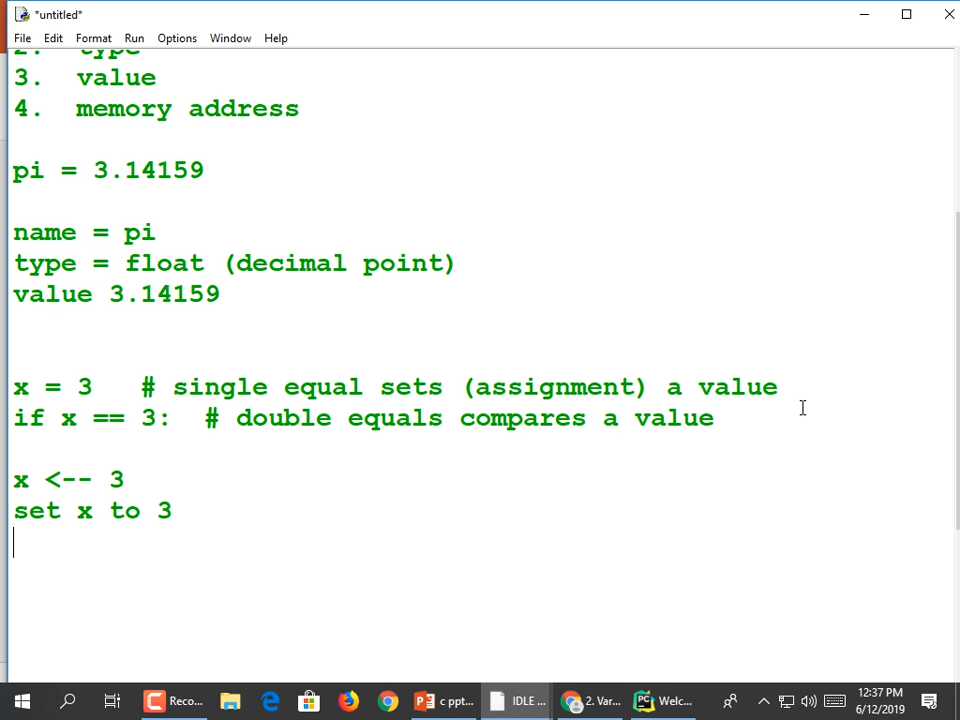 *untitled*
File Edit Format Run Options Window Help
2. type
3. value
4. memory address
pi = 3.14159
name = pi
type = float (decimal point)
value 3.14159
x = 3 # single equal sets (assignment) a value
if x == 3: # double equals compares a value
x <-- 3
set x to 3
Reco... c ppt... IDLE ... 2. Var... Welc... 12:37 PM
6/12/2019